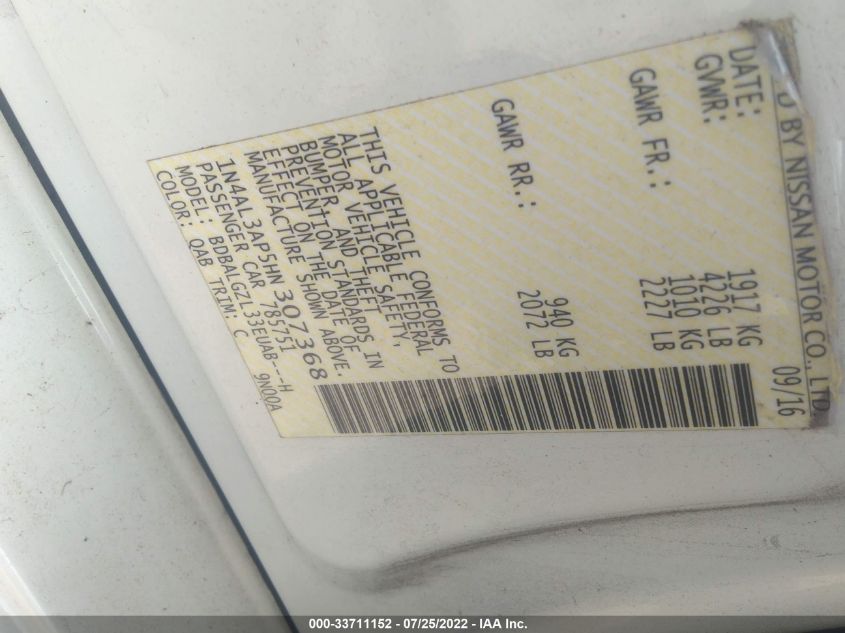 D BY NISSAN MOTOR CO., LTD.
DATE: 09/16
GVWR: 1917 KG
4226 LB
GAWR FR.: 1010 KG
2227 LB
GAWR RR.: 940 KG
2072 LB
THIS VEHICLE CONFORMS TO
ALL APPLICABLE FEDERAL
MOTOR VEHICLE SAFETY,
BUMPER, AND THEFT
PREVENTION STANDARDS IN
EFFECT ON THE DATE OF
MANUFACTURE SHOWN ABOVE.
1N4AL3AP5HN307368
PASSENGER CAR 785751
MODEL: BDBALGZL33EUAB---H
COLOR: QAB TRIM: C 9N00A
000-33711152 - 07/25/2022 - IAA Inc.